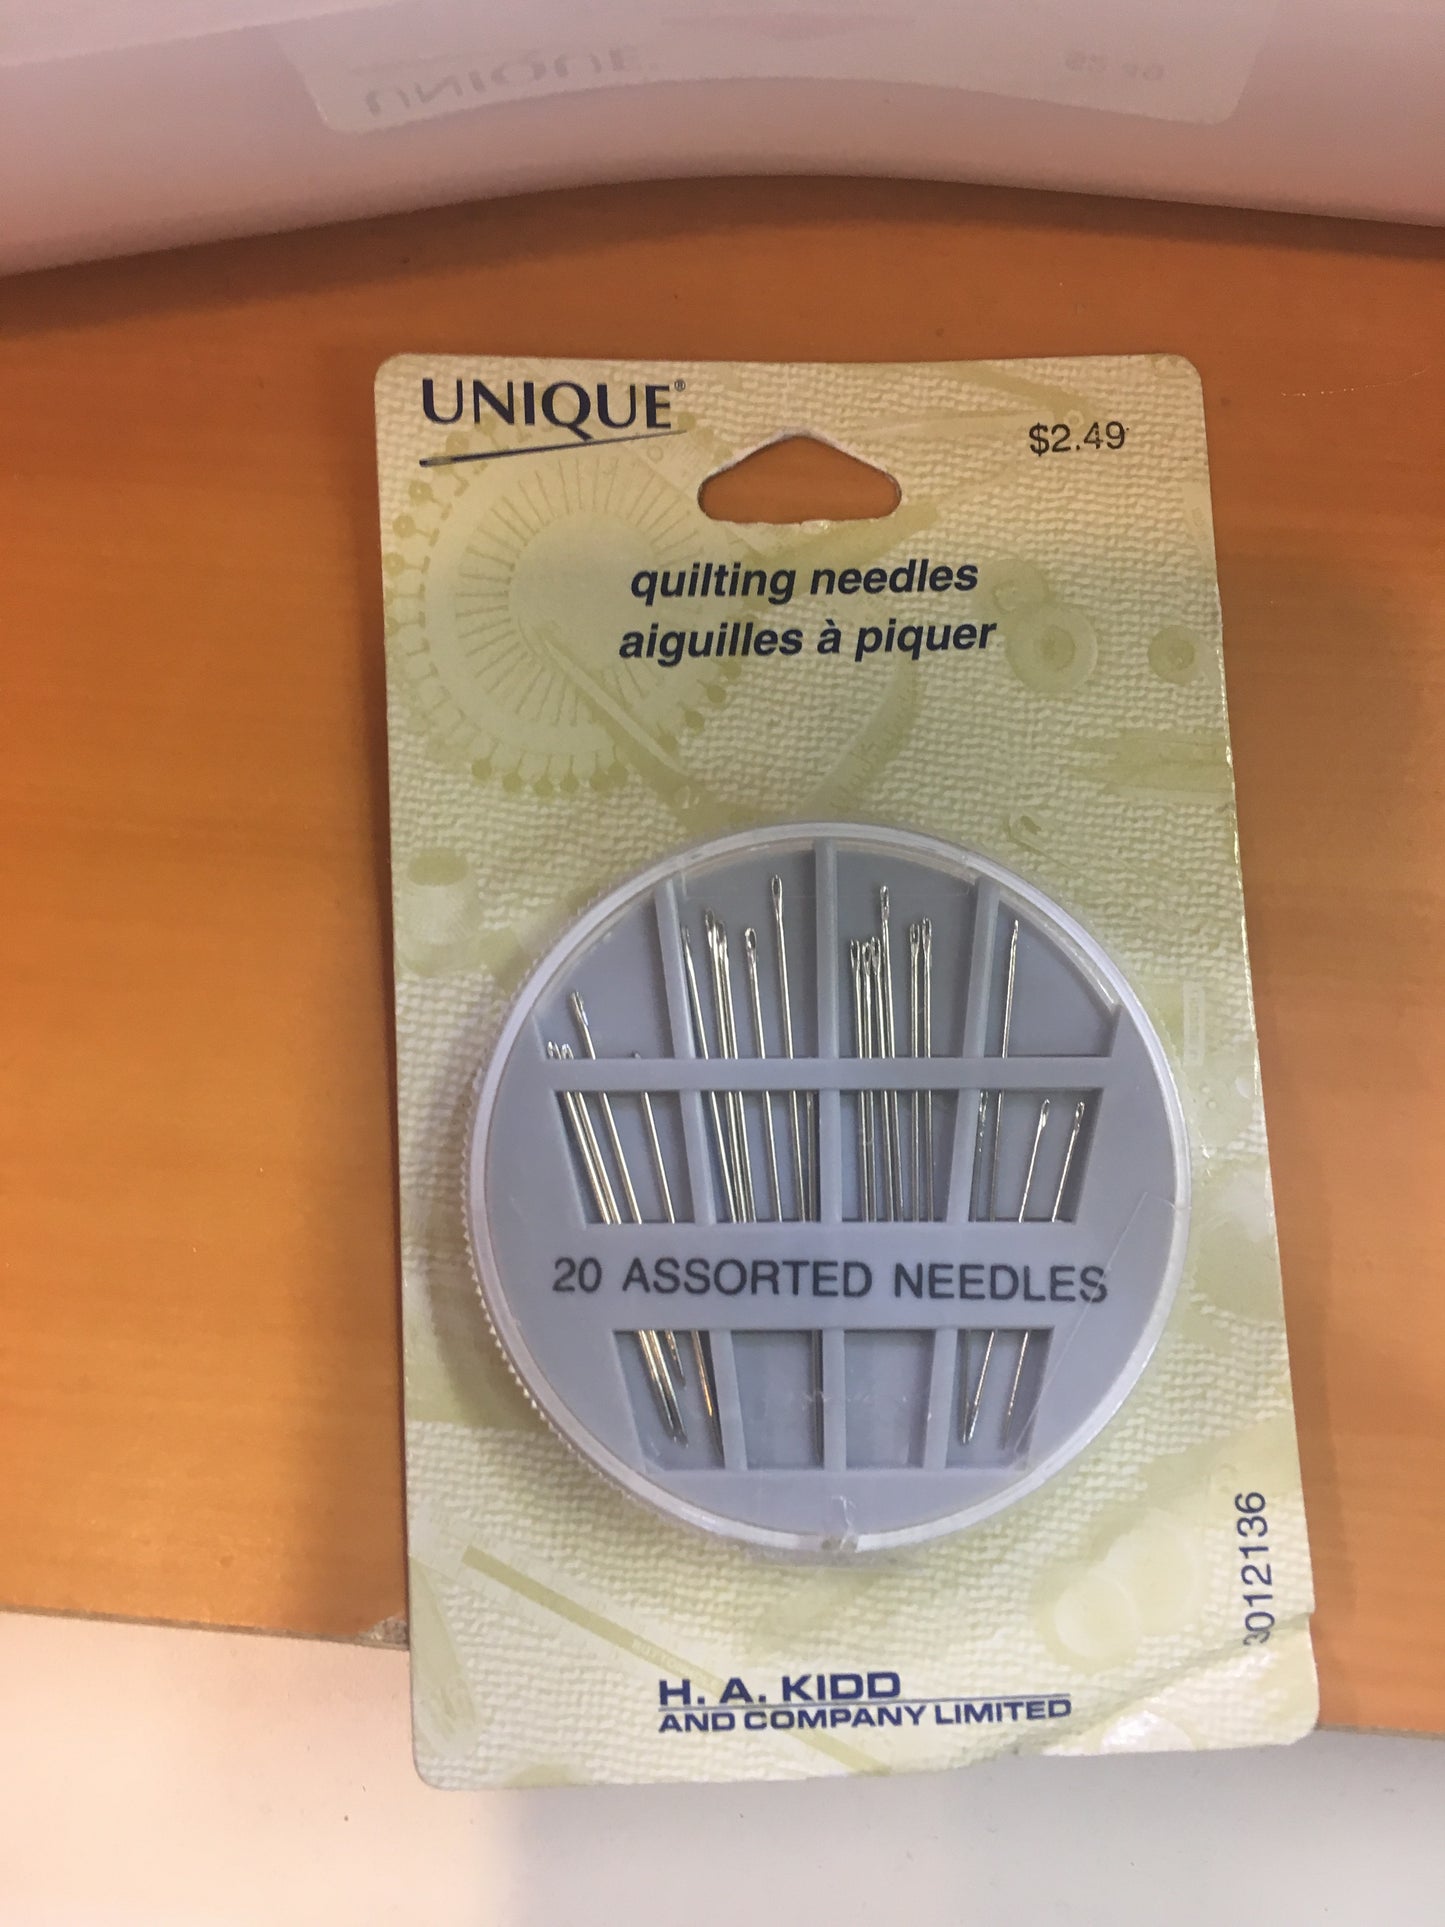 UNIQUE®
$2.49
quilting needles
aiguilles à piquer
20 ASSORTED NEEDLES
3012136
H. A. KIDD
AND COMPANY LIMITED